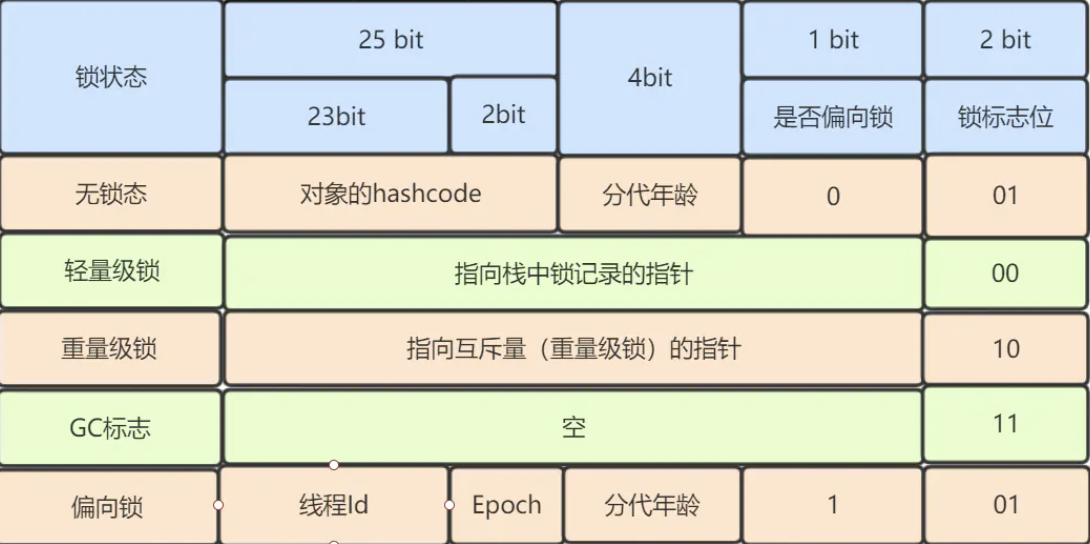 锁状态
25 bit
4bit
1 bit
2 bit
23bit
2bit
是否偏向锁
锁标志位
无锁态
对象的hashcode
分代年龄
0
01
轻量级锁
指向栈中锁记录的指针
00
重量级锁
指向互斥量（重量级锁）的指针
10
GC标志
空
11
偏向锁
线程Id
Epoch
分代年龄
1
01